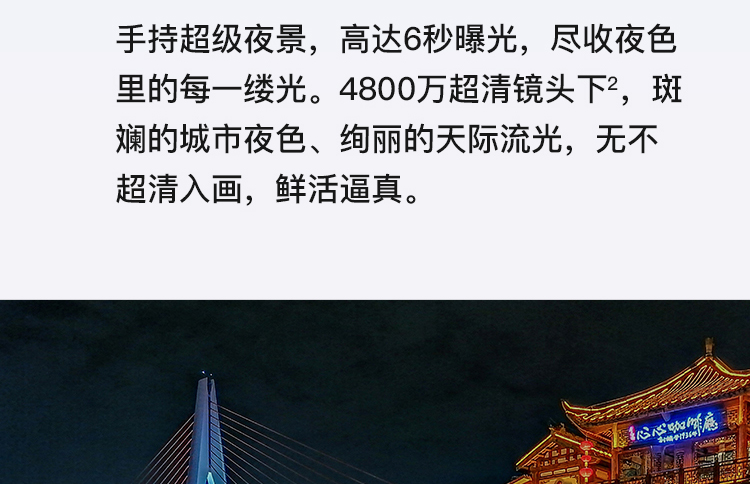 手持超级夜景，高达6秒曝光，尽收夜色
里的每一缕光。4800万超清镜头下²，斑
斓的城市夜色、绚丽的天际流光，无不
超清入画，鲜活逼真。
心心咖啡廳